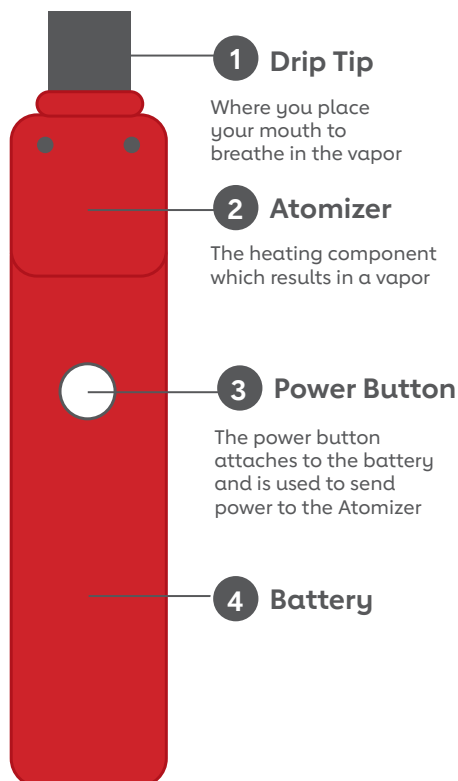 1 Drip Tip
Where you place
your mouth to
breathe in the vapor
2 Atomizer
The heating component
which results in a vapor
3 Power Button
The power button
attaches to the battery
and is used to send
power to the Atomizer
4 Battery